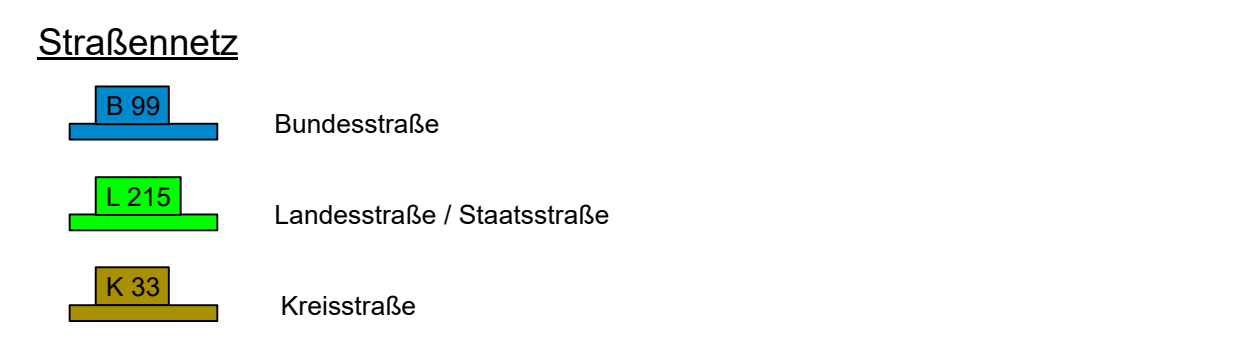 Straßennetz
B 99
Bundesstraße
L 215
Landesstraße / Staatsstraße
K 33
Kreisstraße